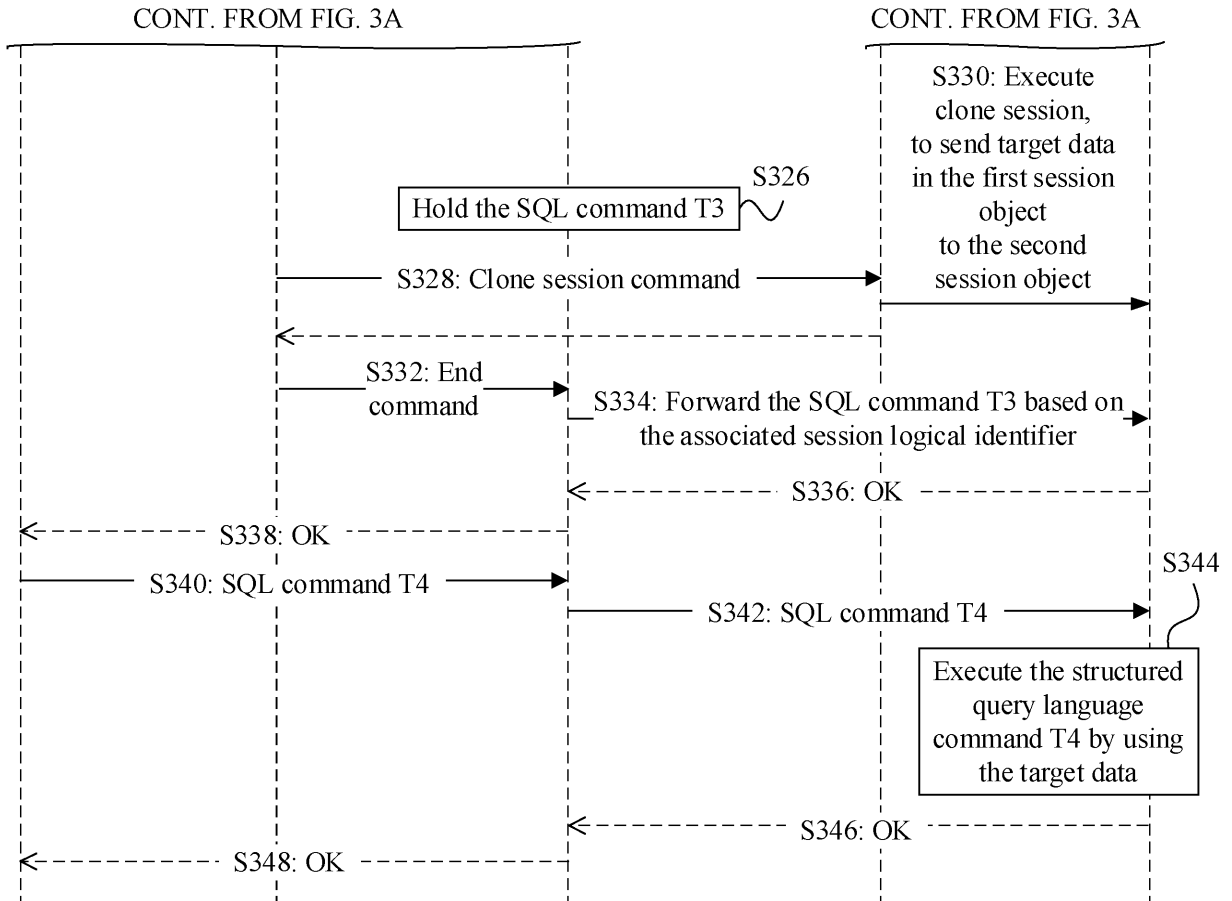 CONT. FROM FIG. 3A
CONT. FROM FIG. 3A
S330: Execute
clone session,
to send target data
in the first session
object
to the second
session object
S326
Hold the SQL command T3
S328: Clone session command
S332: End
command
S334: Forward the SQL command T3 based on
the associated session logical identifier
S336: OK
S338: OK
S340: SQL command T4
S342: SQL command T4
S344
Execute the structured
query language
command T4 by using
the target data
S346: OK
S348: OK